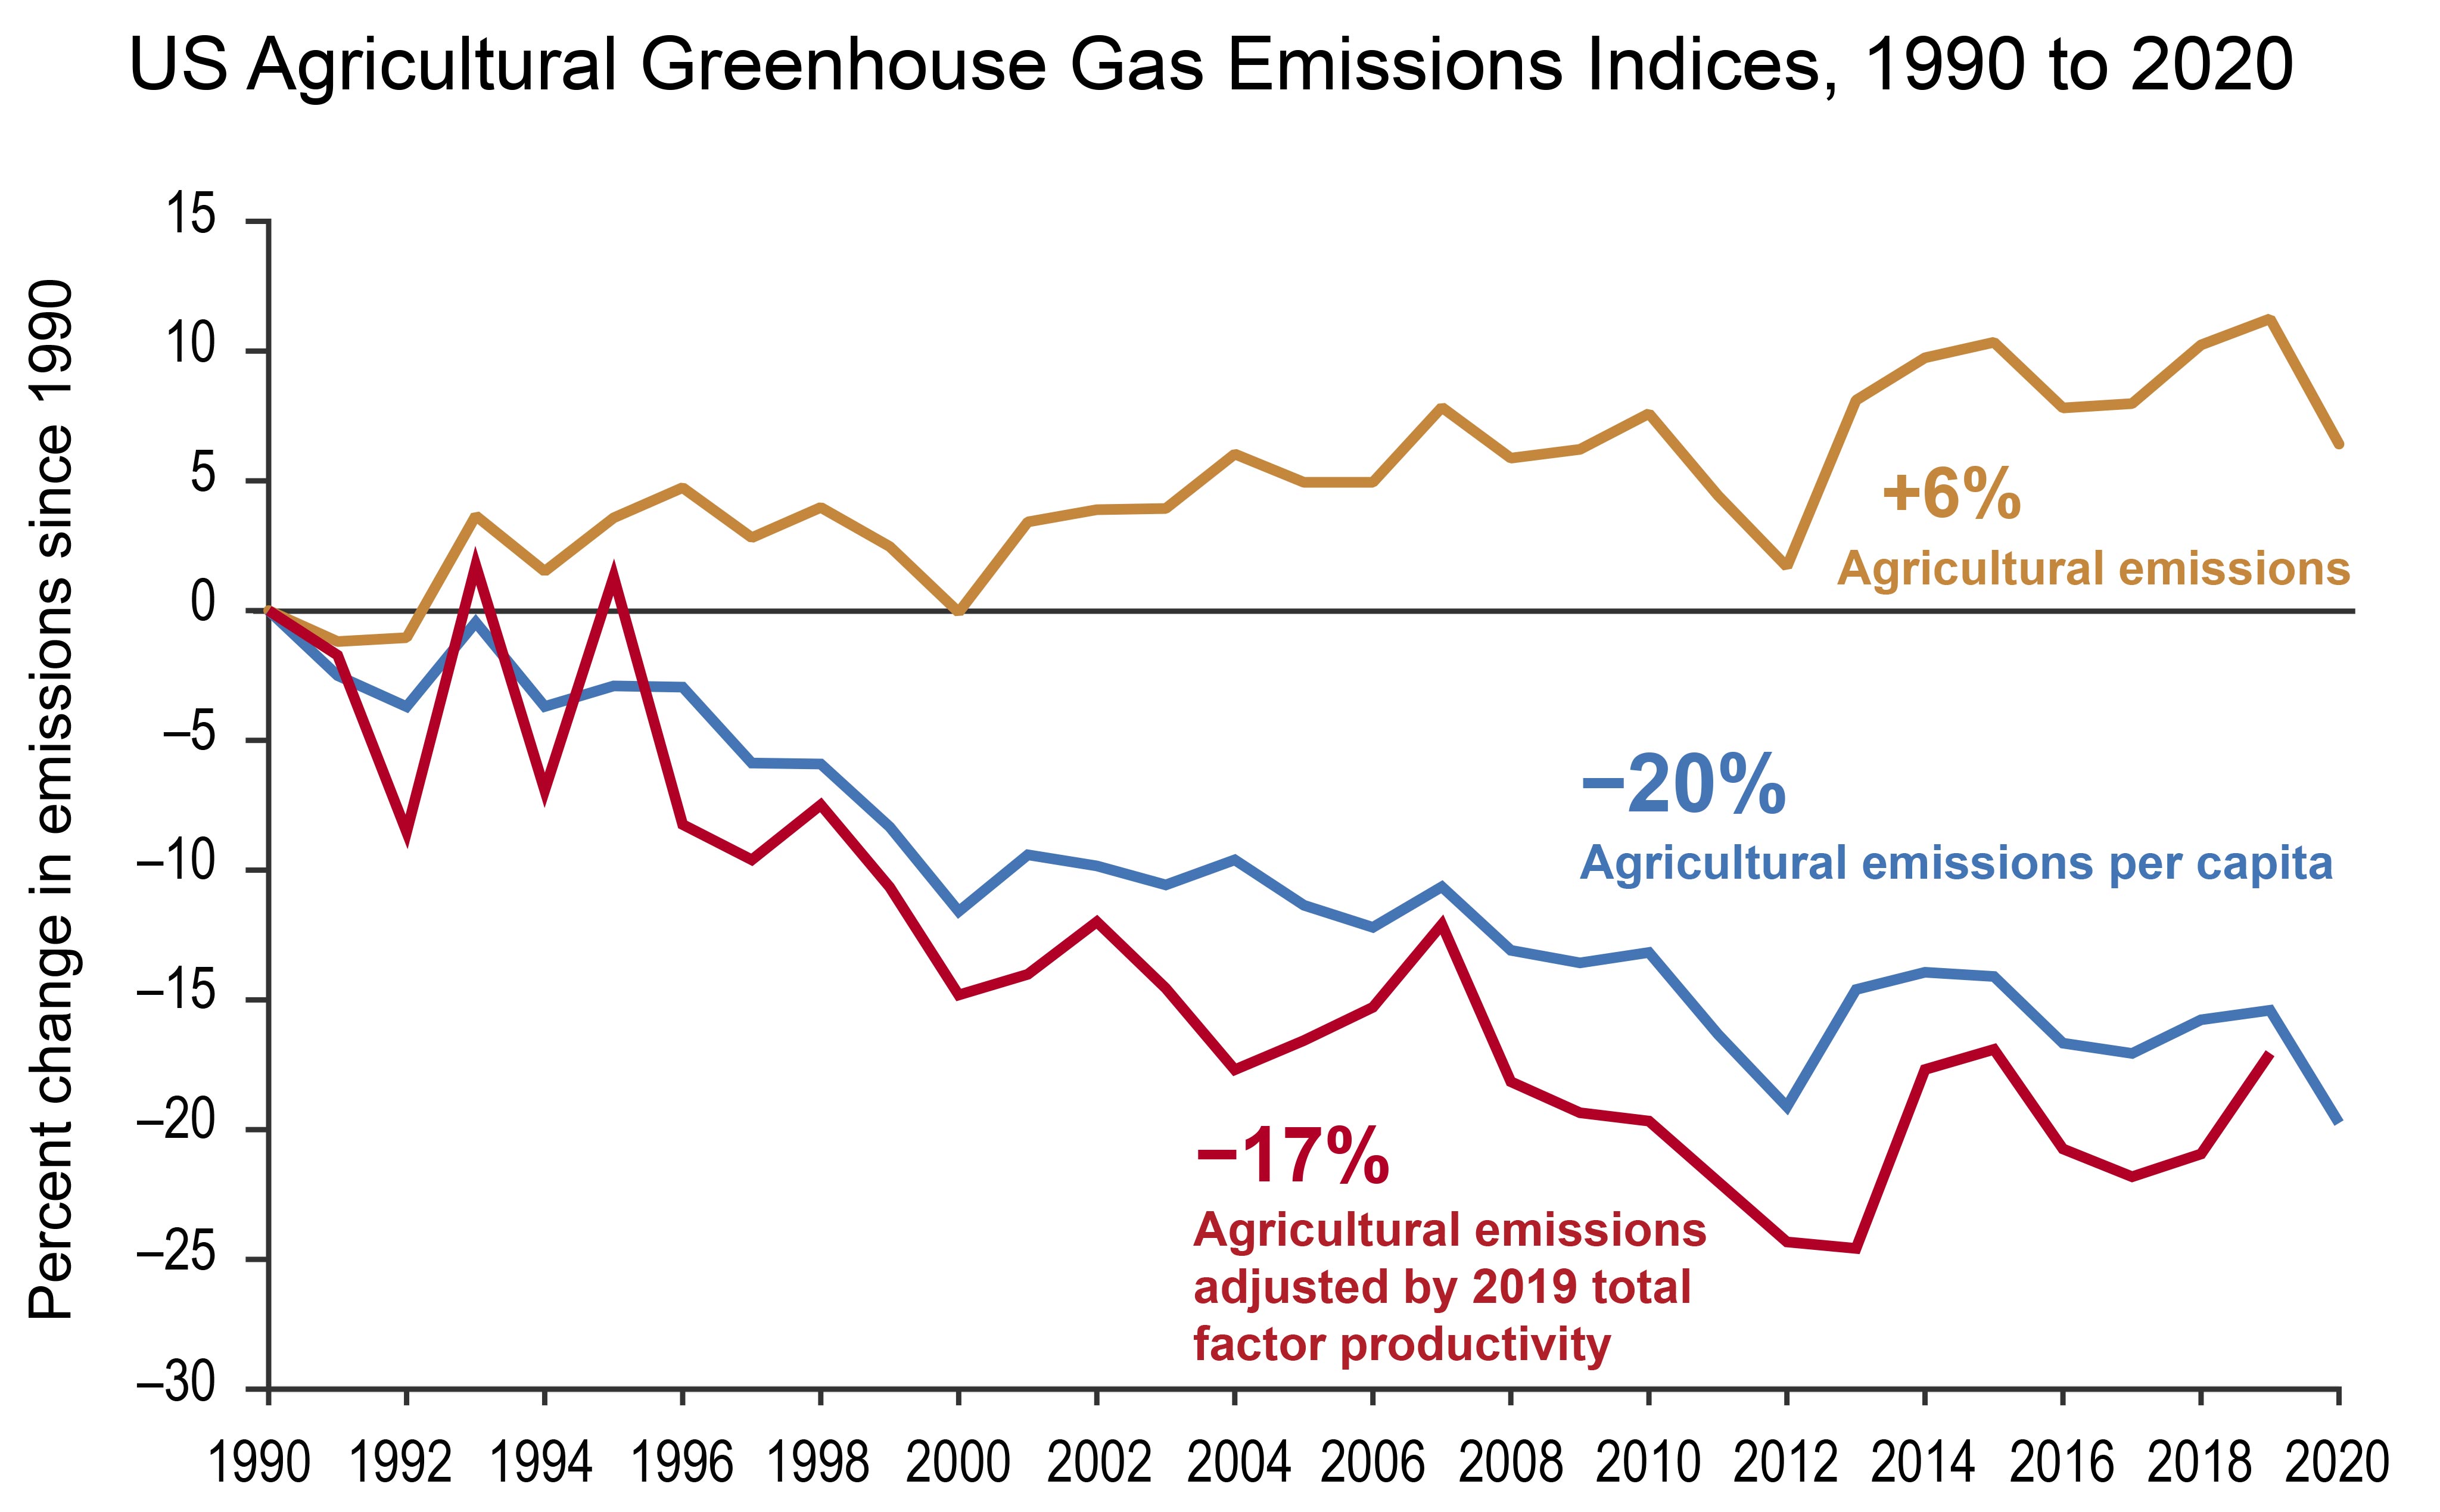 US Agricultural Greenhouse Gas Emissions Indices, 1990 to 2020
Percent change in emissions since 1990
15
10
5
0
–5
–10
–15
–20
–25
–30
+6%
Agricultural emissions
–20%
Agricultural emissions per capita
–17%
Agricultural emissions
adjusted by 2019 total
factor productivity
1990 1992 1994 1996 1998 2000 2002 2004 2006 2008 2010 2012 2014 2016 2018 2020